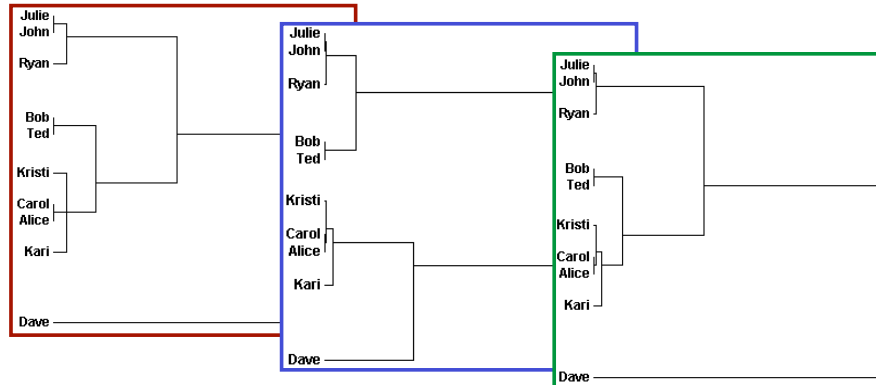 Julie
John
Ryan
Bob
Ted
Kristi
Carol
Alice
Kari
Dave
Julie
John
Ryan
Bob
Ted
Kristi
Carol
Alice
Kari
Dave
Julie
John
Ryan
Bob
Ted
Kristi
Carol
Alice
Kari
Dave